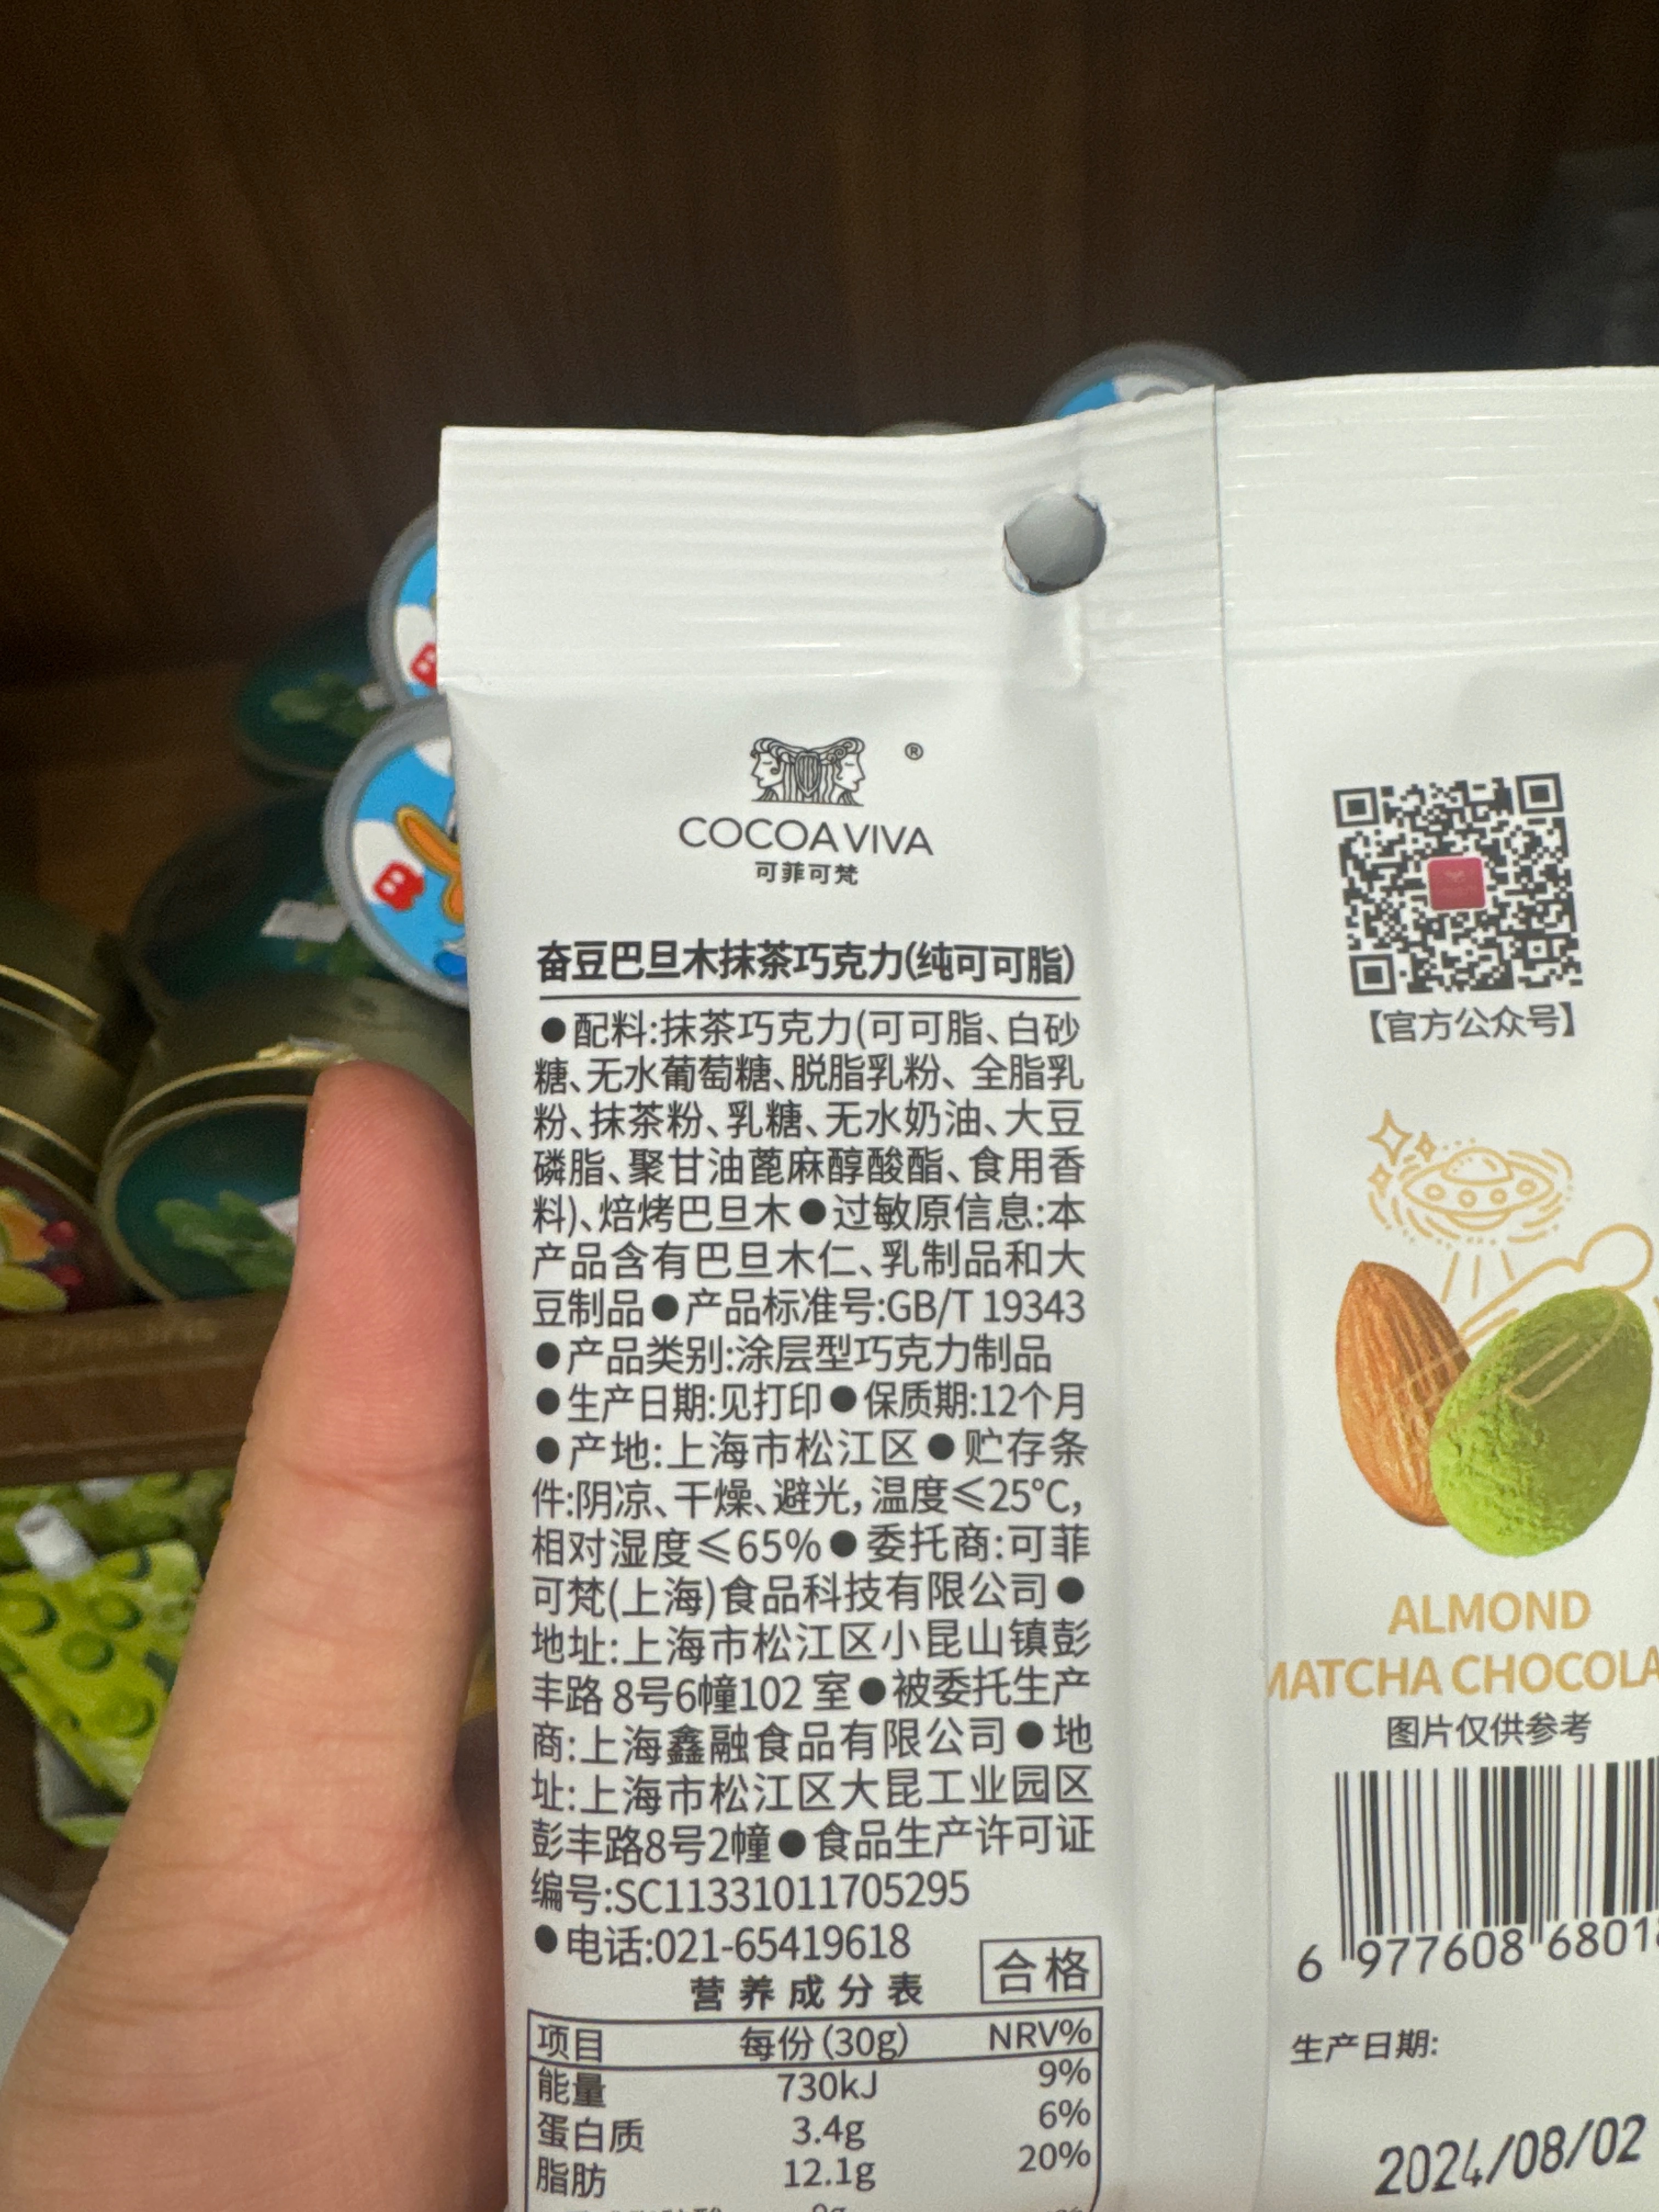 ®
COCOA VIVA
可菲可梵
奋豆巴旦木抹茶巧克力(纯可可脂)
●配料:抹茶巧克力(可可脂、白砂
糖、无水葡萄糖、脱脂乳粉、全脂乳
粉、抹茶粉、乳糖、无水奶油、大豆
磷脂、聚甘油蓖麻醇酸酯、食用香
料)、焙烤巴旦木●过敏原信息:本
产品含有巴旦木仁、乳制品和大
豆制品●产品标准号:GB/T 19343
●产品类别:涂层型巧克力制品
●生产日期:见打印●保质期:12个月
●产地:上海市松江区●贮存条
件:阴凉、干燥、避光,温度≤25℃,
相对湿度≤65%●委托商:可菲
可梵(上海)食品科技有限公司●
地址:上海市松江区小昆山镇彭
丰路 8号6幢102 室●被委托生产
商:上海鑫融食品有限公司●地
址:上海市松江区大昆工业园区
彭丰路8号2幢●食品生产许可证
编号:SC11331011705295
●电话:021-65419618
合格
营养成分表
项目 每份(30g) NRV%
能量 730kJ 9%
蛋白质 3.4g 6%
脂肪 12.1g 20%
【官方公众号】
ALMOND
MATCHA CHOCOLA
图片仅供参考
6 977608 6801
生产日期:
2024/08/02